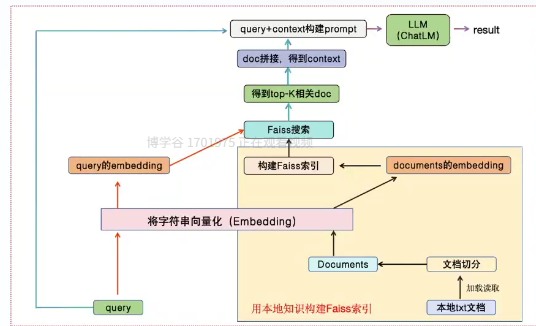 query+context构建prompt
LLM
(ChatLM)
result
doc拼接，得到context
得到top-K相关doc
Faiss搜索
博学谷 1701975 正在观看视频
query的embedding
构建Faiss索引
documents的embedding
将字符串向量化（Embedding）
Documents
文档切分
加载读取
query
用本地知识构建Faiss索引
本地txt文档